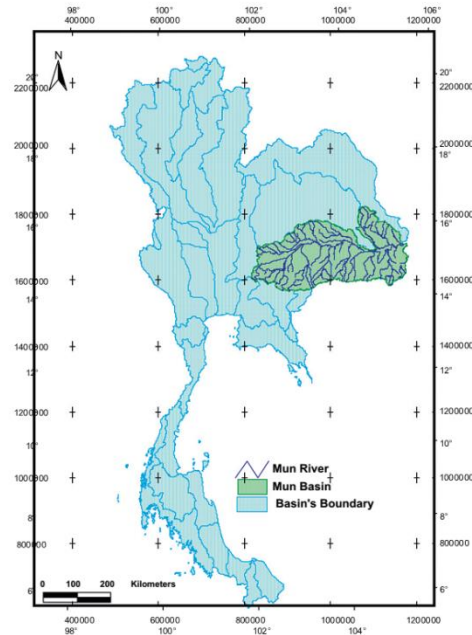 98° 100° 102° 104° 106°
400000 600000 800000 1000000 1200000
N
20° 20°
2200000 2200000
2000000 2000000
18° 18°
1800000 1800000
16° 16°
1600000 1600000
14° 14°
1400000 1400000
12° 12°
1200000 1200000
10° 10°
Mun River
1000000 Mun Basin 1000000
Basin's Boundary
8° 8°
800000 800000
0 100 200 Kilometers
6° 6°
400000 600000 800000 1000000 1200000
98° 100° 102° 104°